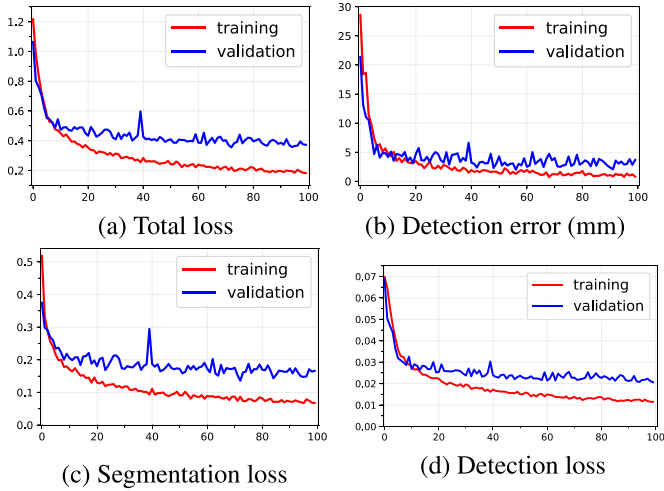 1.2
1.0
0.8
0.6
0.4
0.2
0 20 40 60 80 100
training
validation
(a) Total loss
30
25
20
15
10
5
0
0 20 40 60 80 100
training
validation
(b) Detection error (mm)
0.5
0.4
0.3
0.2
0.1
0.0
0 20 40 60 80 100
training
validation
(c) Segmentation loss
0.07
0.06
0.05
0.04
0.03
0.02
0.01
0.00
0 20 40 60 80 100
training
validation
(d) Detection loss